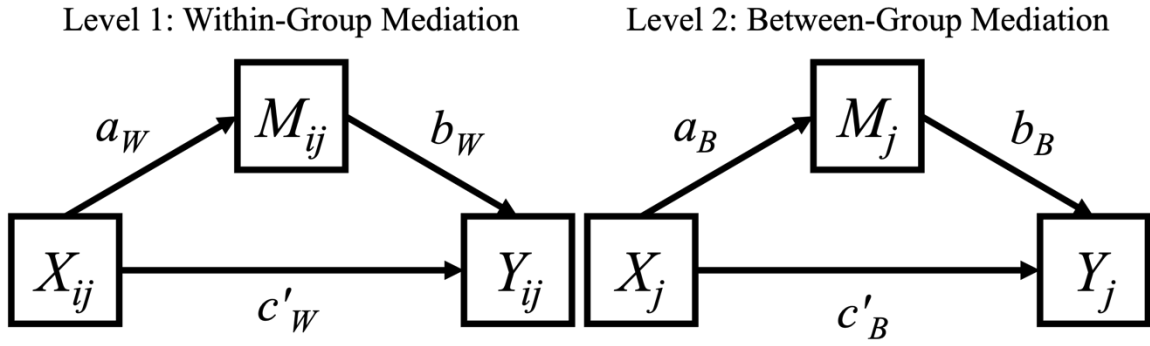 Level 1: Within-Group Mediation
a_W
M_ij
b_W
X_ij
Y_ij
c'_W
Level 2: Between-Group Mediation
a_B
M_j
b_B
X_j
Y_j
c'_B